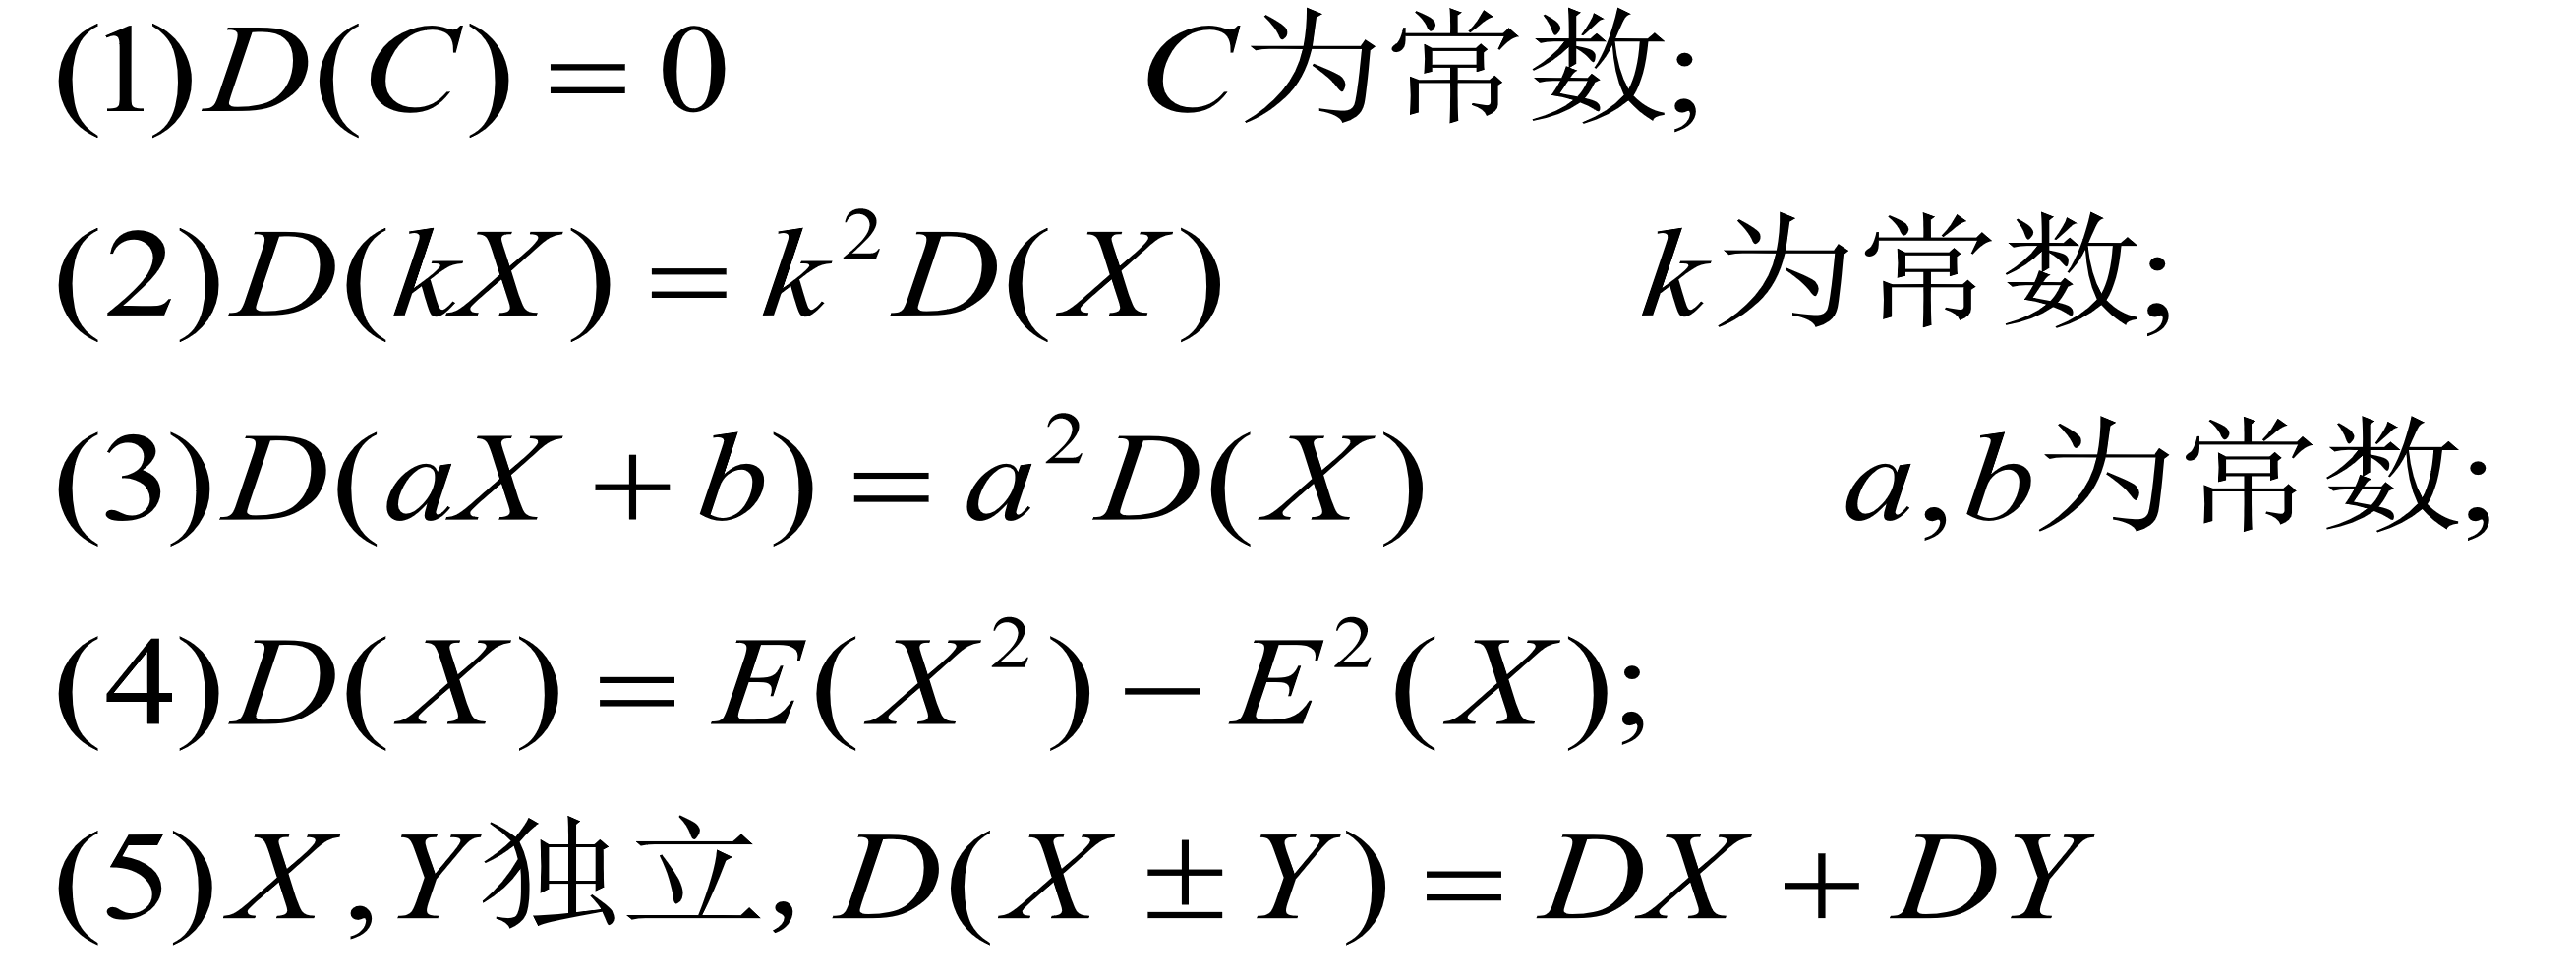 (1)D(C) = 0 C为常数;
(2)D(kX) = k²D(X) k为常数;
(3)D(aX + b) = a²D(X) a,b为常数;
(4)D(X) = E(X²) − E²(X);
(5)X,Y独立, D(X ± Y) = DX + DY